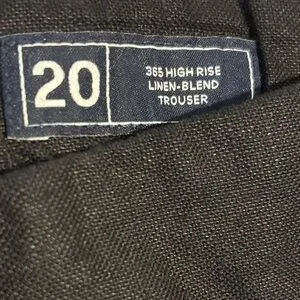 20
365 HIGH RISE
LINEN-BLEND
TROUSER